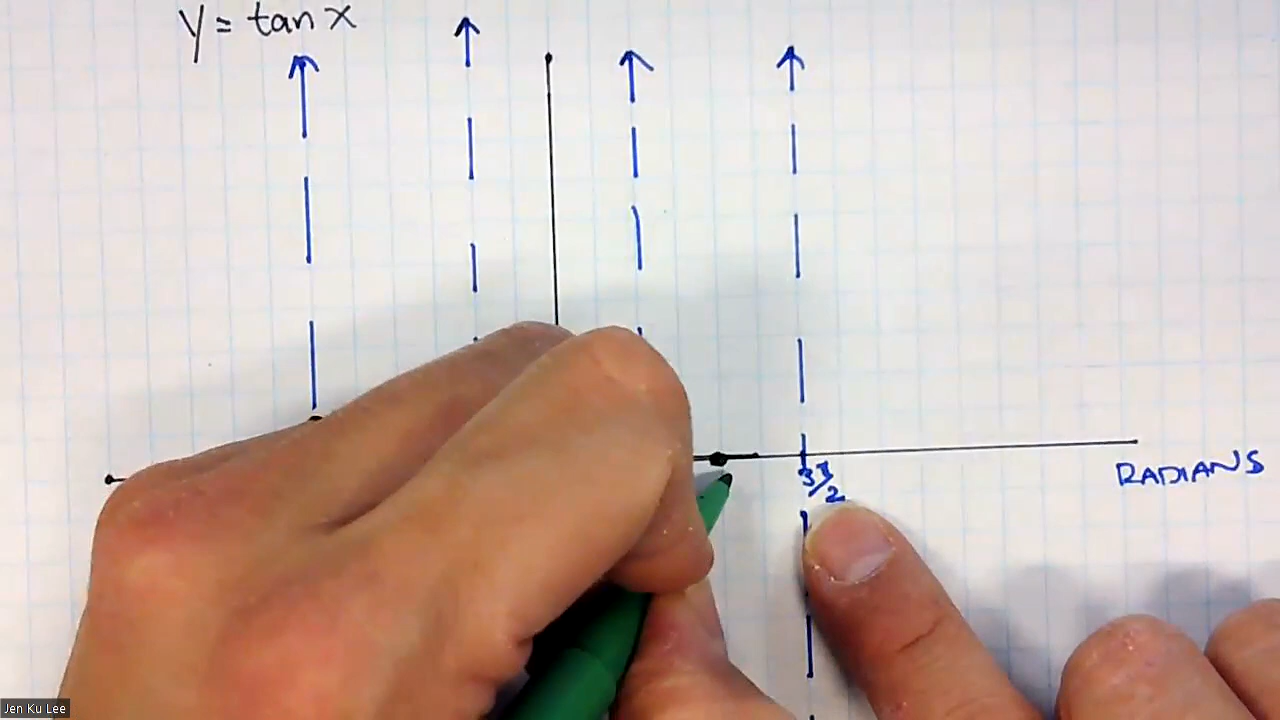 y = tan x
3π/2
RADIANS
Jen Ku Lee